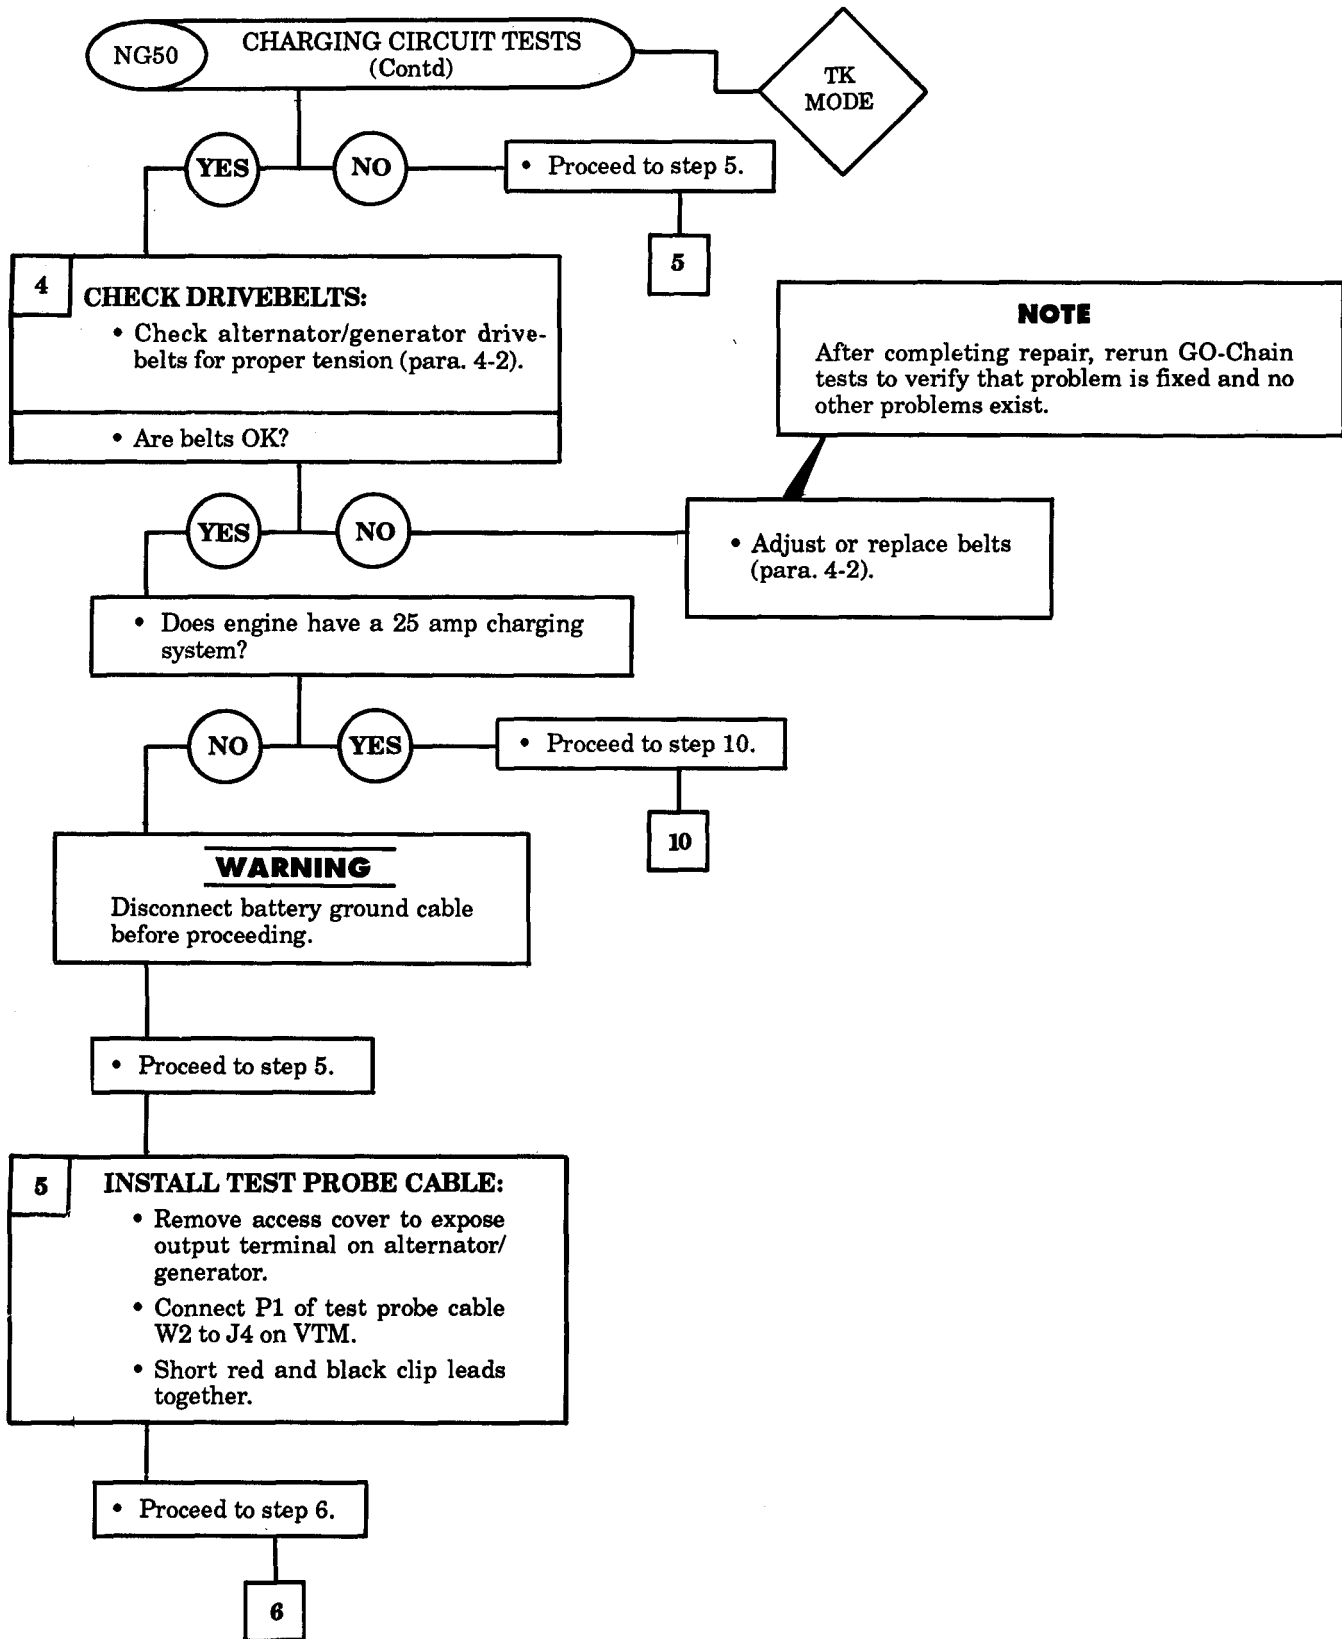 NG50
CHARGING CIRCUIT TESTS
(Contd)
TK
MODE
YES
NO
• Proceed to step 5.
5
4
CHECK DRIVEBELTS:
• Check alternator/generator drive-
belts for proper tension (para. 4-2).
• Are belts OK?
NOTE
After completing repair, rerun GO-Chain
tests to verify that problem is fixed and no
other problems exist.
YES
NO
• Adjust or replace belts
(para. 4-2).
• Does engine have a 25 amp charging
system?
NO
YES
• Proceed to step 10.
10
WARNING
Disconnect battery ground cable
before proceeding.
• Proceed to step 5.
5
INSTALL TEST PROBE CABLE:
• Remove access cover to expose
output terminal on alternator/
generator.
• Connect P1 of test probe cable
W2 to J4 on VTM.
• Short red and black clip leads
together.
• Proceed to step 6.
6